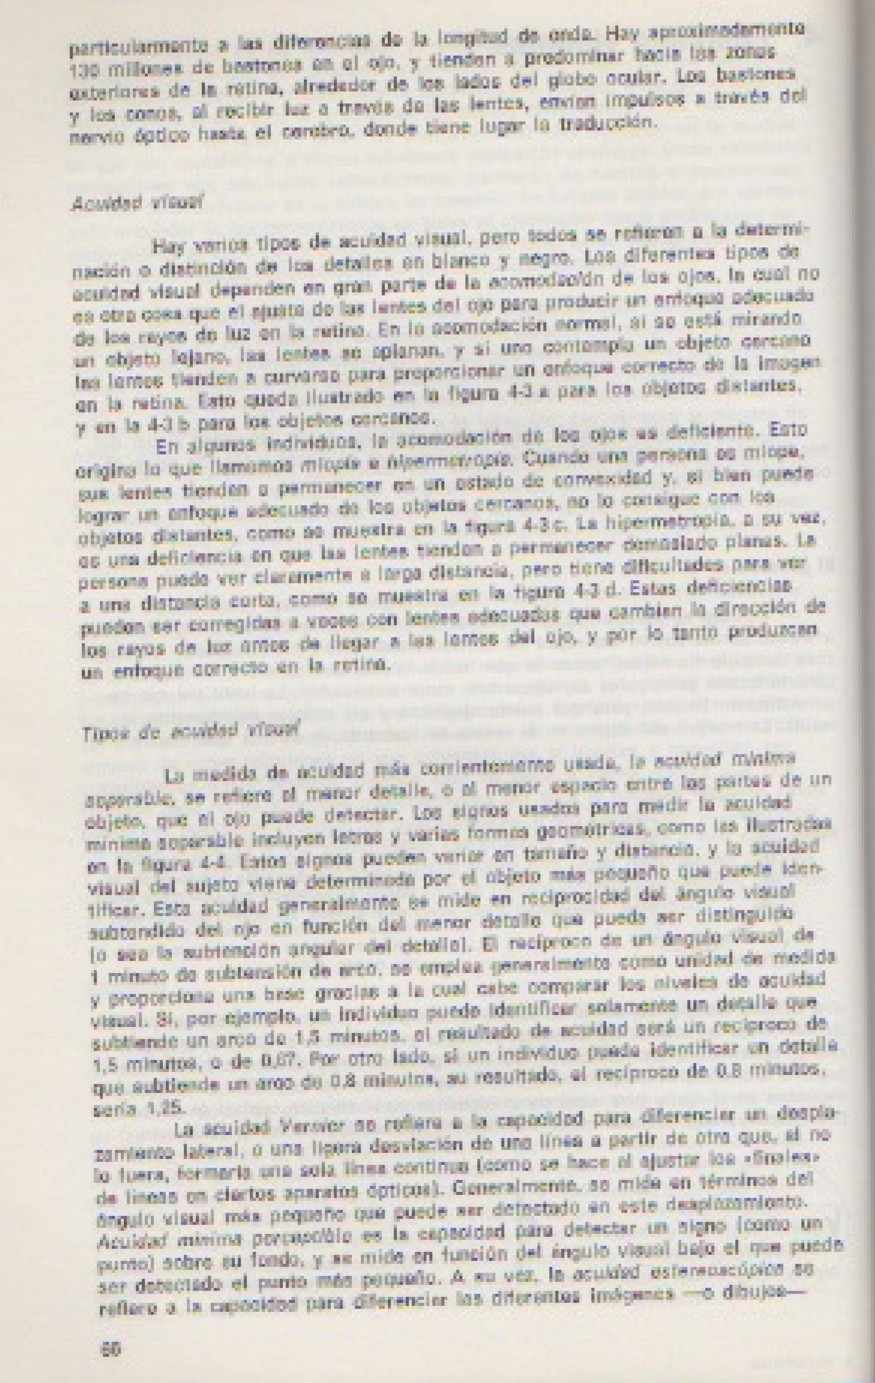 particularmente a las diferencias de la longitud de onda. Hay aproximadamente
130 millones de bastones en el ojo, y tienden a predominar hacia las zonas
exteriores de la retina, alrededor de los lados del globo ocular. Los bastones
y los conos, al recibir luz a través de las lentes, envían impulsos a través del
nervio óptico hasta el cerebro, donde tiene lugar la traducción.
Acuidad visual
Hay varios tipos de acuidad visual, pero todos se refieren a la determi-
nación o distinción de los detalles en blanco y negro. Los diferentes tipos de
acuidad visual dependen en gran parte de la acomodación de los ojos, la cual no
es otra cosa que el ajuste de las lentes del ojo para producir un enfoque adecuado
de los rayos de luz en la retina. En la acomodación normal, si se está mirando
un objeto lejano, las lentes se aplanan, y si uno contempla un objeto cercano
las lentes tienden a curvarse para proporcionar un enfoque correcto de la imagen
en la retina. Esto queda ilustrado en la figura 4-3 a para los objetos distantes,
y en la 4-3 b para los objetos cercanos.
En algunos individuos, la acomodación de los ojos es deficiente. Esto
origina lo que llamamos miopía e hipermetropía. Cuando una persona es miope,
sus lentes tienden a permanecer en un estado de convexidad y, si bien puede
lograr un enfoque adecuado de los objetos cercanos, no lo consigue con los
objetos distantes, como se muestra en la figura 4-3 c. La hipermetropía, a su vez,
es una deficiencia en que las lentes tienden a permanecer demasiado planas. La
persona puede ver claramente a larga distancia, pero tiene dificultades para ver
a una distancia corta, como se muestra en la figura 4-3 d. Estas deficiencias
pueden ser corregidas a veces con lentes adecuados que cambian la dirección de
los rayos de luz antes de llegar a las lentes del ojo, y por lo tanto produzcan
un enfoque correcto en la retina.
Tipos de acuidad visual
La medida de acuidad más corrientemente usada, la acuidad mínima
separable, se refiere al menor detalle, o al menor espacio entre las partes de un
objeto, que el ojo puede detectar. Los signos usados para medir la acuidad
mínima separable incluyen letras y varias formas geométricas, como las ilustradas
en la figura 4-4. Estos signos pueden variar en tamaño y distancia, y la acuidad
visual del sujeto viene determinada por el objeto más pequeño que puede iden-
tificar. Esta acuidad generalmente se mide en reciprocidad del ángulo visual
subtendido del ojo en función del menor detalle que pueda ser distinguido
(o sea la subtensión angular del detalle). El recíproco de un ángulo visual de
1 minuto de subtensión de arco, se emplea generalmente como unidad de medida
y proporciona una base gracias a la cual cabe comparar los niveles de acuidad
visual. Si, por ejemplo, un individuo puede identificar solamente un detalle que
subtiende un arco de 1,5 minutos, el resultado de acuidad será un recíproco de
1,5 minutos, o de 0,67. Por otro lado, si un individuo puede identificar un detalle
que subtiende un arco de 0,8 minutos, su resultado, el recíproco de 0,8 minutos,
sería 1,25.
La acuidad Vernier se refiere a la capacidad para diferenciar un despla-
zamiento lateral, o una ligera desviación de una línea a partir de otra que, si no
lo fuera, formaría una sola línea continua (como se hace al ajustar los «finales»
de líneas en ciertos aparatos ópticos). Generalmente, se mide en términos del
ángulo visual más pequeño que puede ser detectado en este desplazamiento.
Acuidad mínima perceptible es la capacidad para detectar un signo (como un
punto) sobre su fondo, y se mide en función del ángulo visual bajo el que puede
ser detectado el punto más pequeño. A su vez, la acuidad estereoscópica se
refiere a la capacidad para diferenciar las diferentes imágenes —o dibujos—